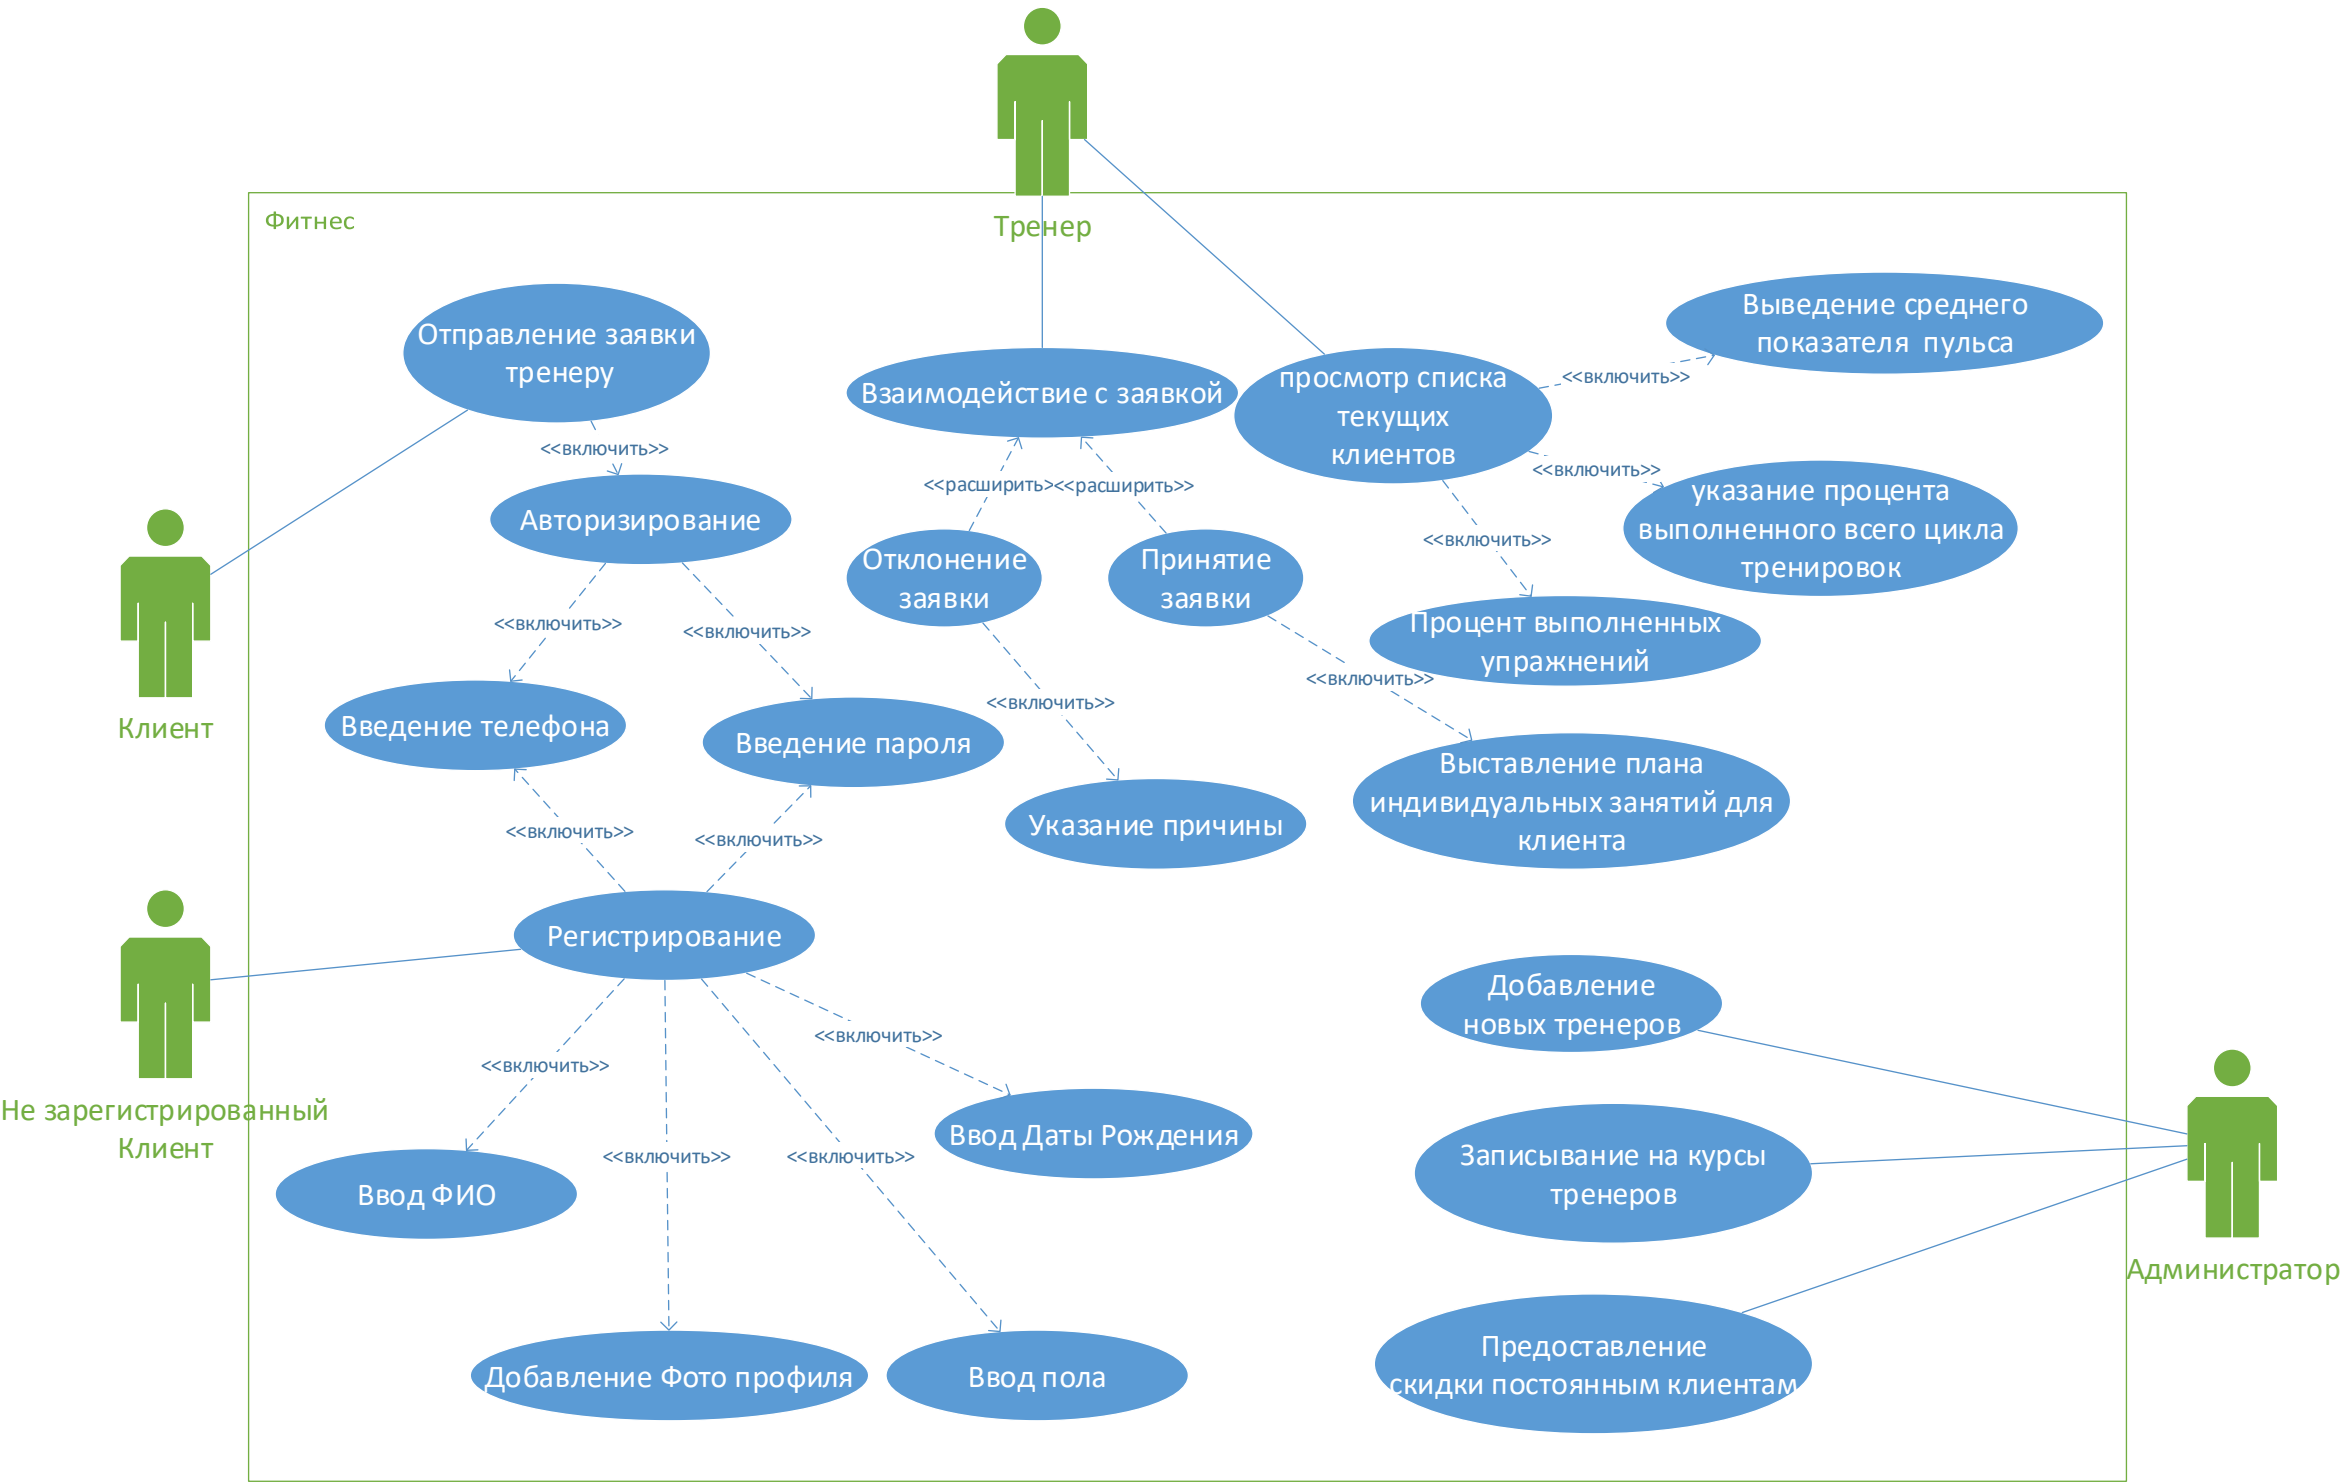 Тренер
Фитнес
Отправление заявки
тренеру
<<включить>>
Авторизирование
<<включить>>
<<включить>>
Введение телефона
Введение пароля
<<включить>>
<<включить>>
Взаимодействие с заявкой
<<расширить>
<<расширить>>
Отклонение
заявки
Принятие
заявки
<<включить>>
<<включить>>
Указание причины
Выставление плана
индивидуальных занятий для
клиента
просмотр списка
текущих
клиентов
<<включить>>
<<включить>>
<<включить>>
Выведение среднего
показателя  пульса
указание процента
выполненного всего цикла
тренировок
Процент выполненных
упражнений
Клиент
Регистрирование
Не зарегистрированный
Клиент
<<включить>>
<<включить>>
<<включить>>
<<включить>>
Ввод ФИО
Ввод Даты Рождения
Добавление Фото профиля
Ввод пола
Добавление
новых тренеров
Записывание на курсы
тренеров
Предоставление
скидки постоянным клиентам
Администратор